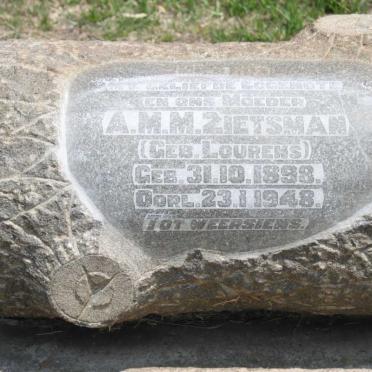 EN ONS MOEDER
A.M.M. ZIETSMAN
(GEB. LOURENS)
GEB. 31.10.1898.
OORL. 23.1.1948.
TOT WEERSIENS.